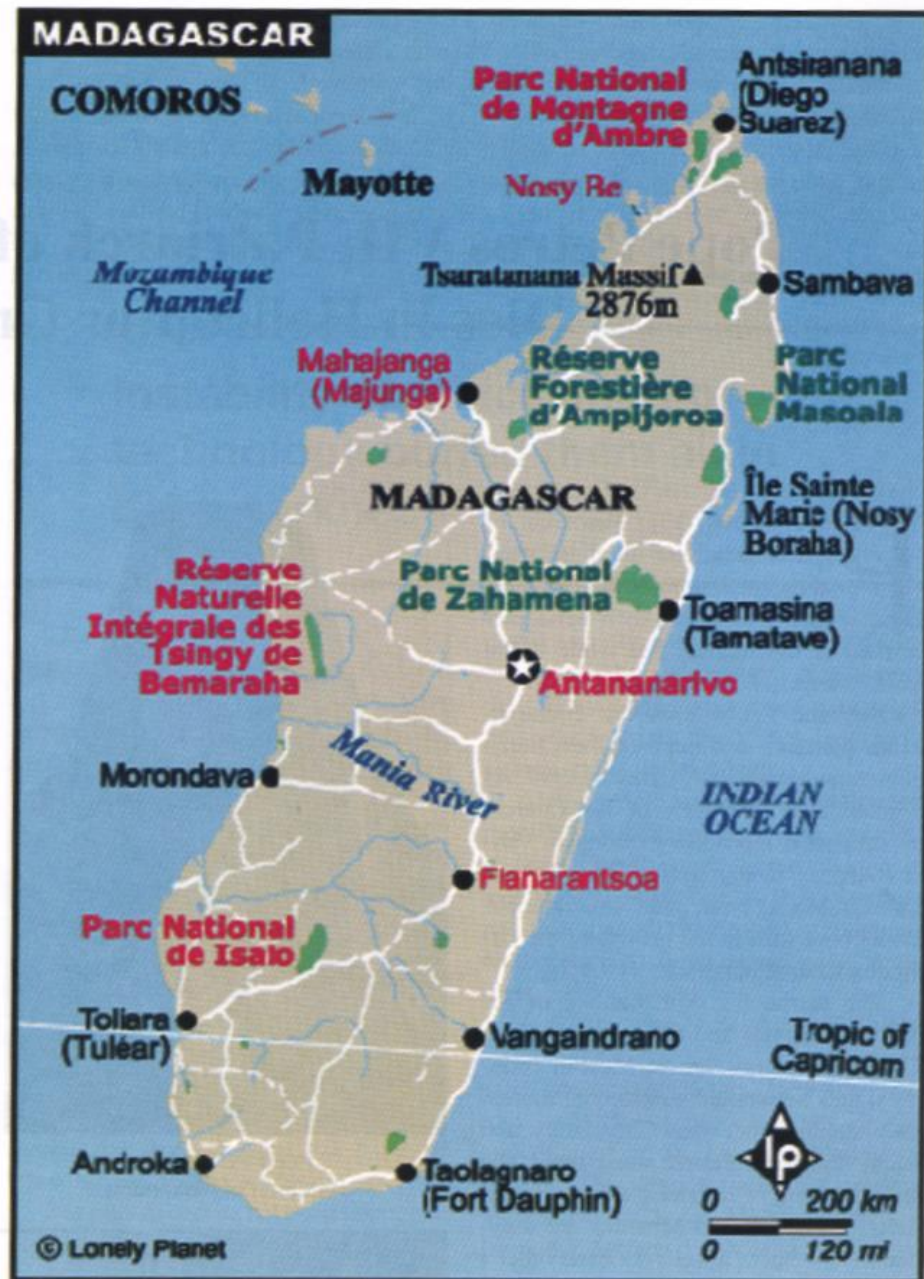 MADAGASCAR
COMOROS
Parc National
de Montagne
d'Ambre
Antsiranana
(Diego
Suarez)
Mayotte
Nosy Be
Mozambique
Channel
Tsaratanana Massif
2876m
Sambava
Mahajanga
(Majunga)
Réserve
Forestière
d'Ampijoroa
Parc
National
Masoala
MADAGASCAR
Île Sainte
Marie (Nosy
Boraha)
Réserve
Naturelle
Intégrale des
Tsingy de
Bemaraha
Parc National
de Zahamena
Toamasina
(Tamatave)
Antananarivo
Morondava
Mania River
INDIAN
OCEAN
Fianarantsoa
Parc National
de Isalo
Toliara
(Tuléar)
Vangaindrano
Tropic of
Capricorn
Androka
Taolagnaro
(Fort Dauphin)
lp
0 200 km
0 120 mi
© Lonely Planet